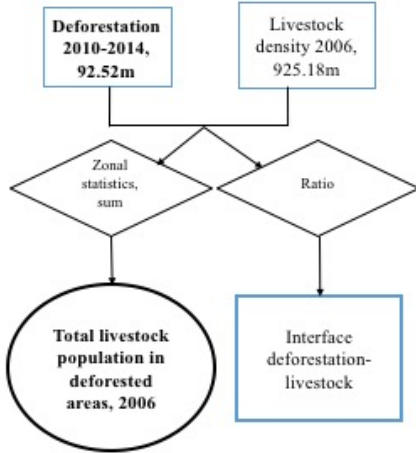 Deforestation
2010-2014,
92.52m
Livestock
density 2006,
925.18m
Zonal
statistics,
sum
Ratio
Total livestock
population in
deforested
areas, 2006
Interface
deforestation-
livestock